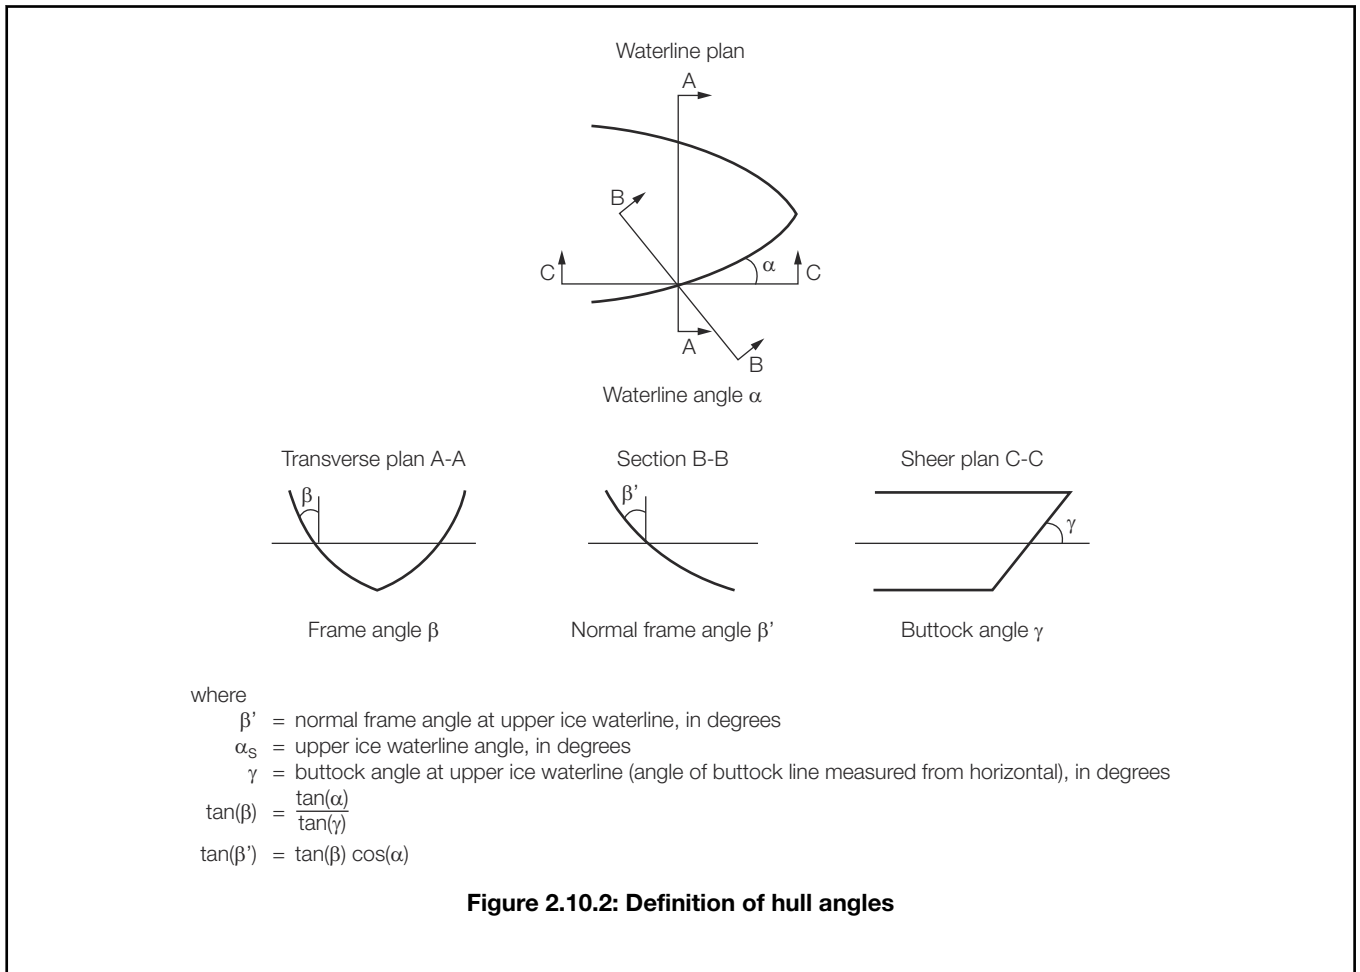 Waterline plan
A
B
C
α
C
A
B
Waterline angle α
Transverse plan A-A
Section B-B
Sheer plan C-C
β
β'
γ
Frame angle β
Normal frame angle β'
Buttock angle γ
where
β' = normal frame angle at upper ice waterline, in degrees
αS = upper ice waterline angle, in degrees
γ = buttock angle at upper ice waterline (angle of buttock line measured from horizontal), in degrees
tan(β) = tan(α) / tan(γ)
tan(β') = tan(β) cos(α)
Figure 2.10.2: Definition of hull angles